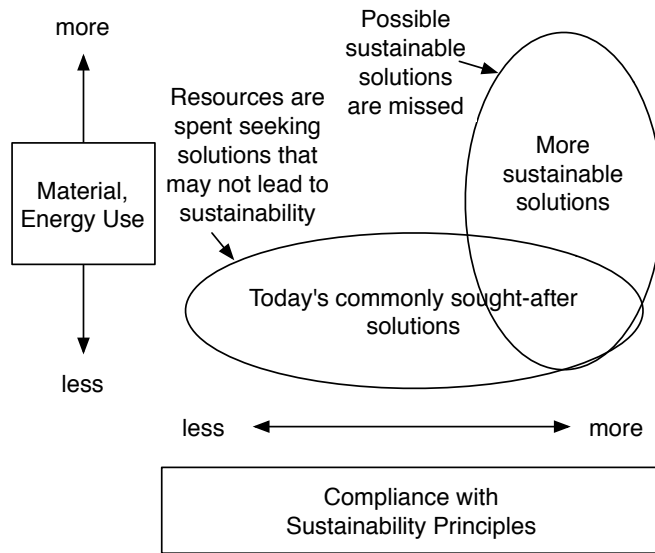 more
Possible
sustainable
solutions
are missed
Resources are
spent seeking
solutions that
may not lead to
sustainability
Material,
Energy Use
More
sustainable
solutions
Today's commonly sought-after
solutions
less
less
more
Compliance with
Sustainability Principles